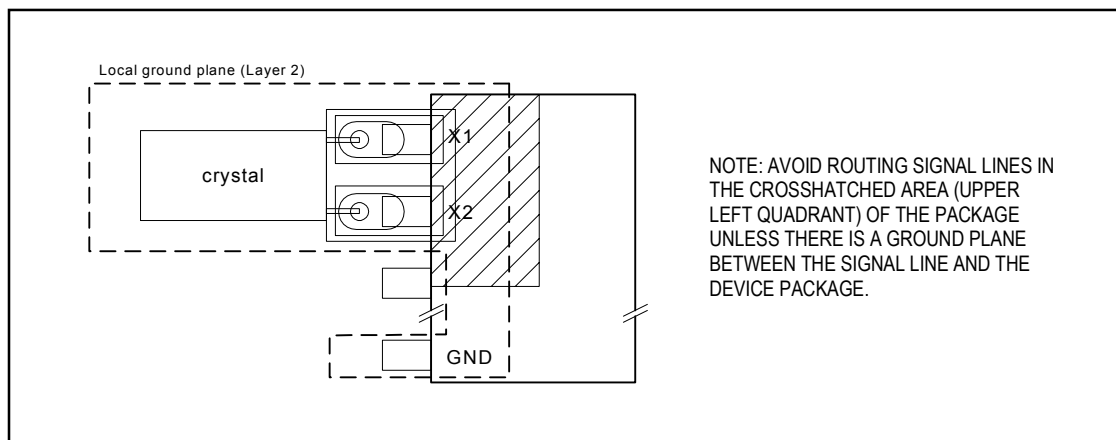 Local ground plane (Layer 2)
X1
crystal
X2
GND
NOTE: AVOID ROUTING SIGNAL LINES IN
THE CROSSHATCHED AREA (UPPER
LEFT QUADRANT) OF THE PACKAGE
UNLESS THERE IS A GROUND PLANE
BETWEEN THE SIGNAL LINE AND THE
DEVICE PACKAGE.